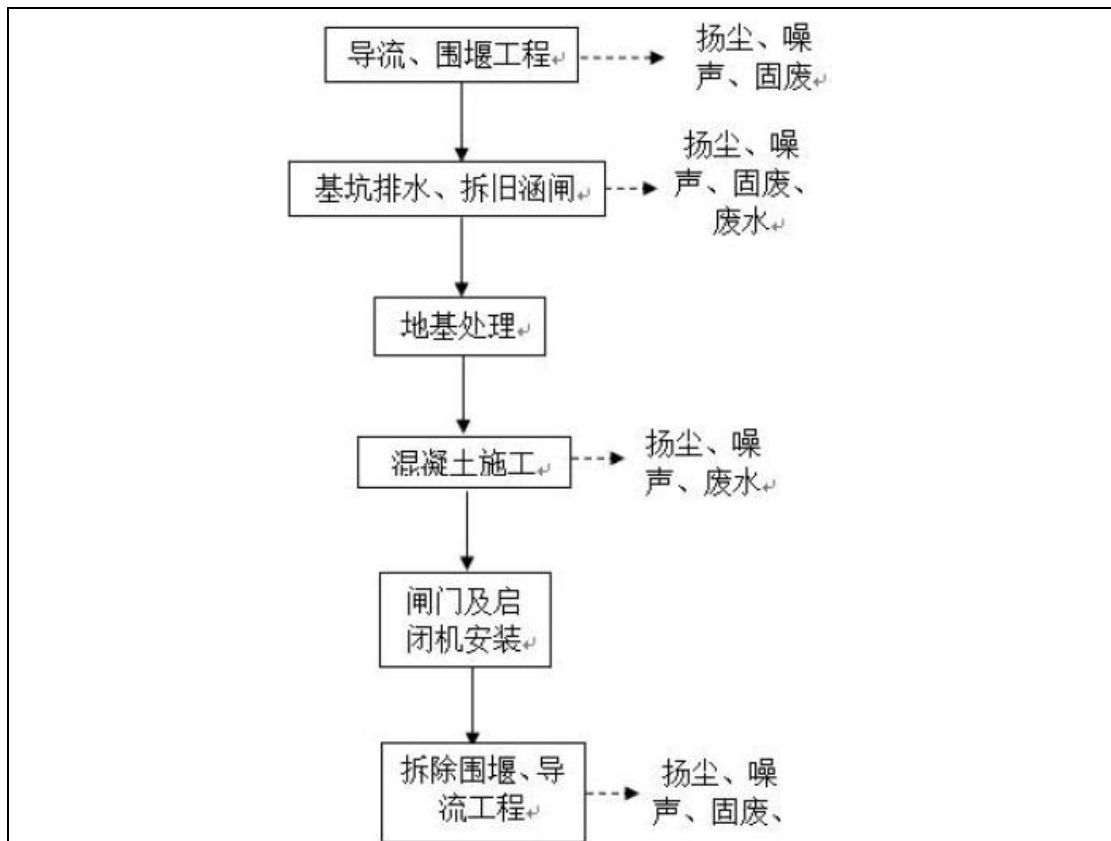 导流、围堰工程↵
扬尘、噪
声、固废↵
基坑排水、拆旧涵闸↵
扬尘、噪
声、固废、
废水↵
地基处理↵
混凝土施工↵
扬尘、噪
声、废水↵
闸门及启
闭机安装↵
拆除围堰、导
流工程↵
扬尘、噪
声、固废、